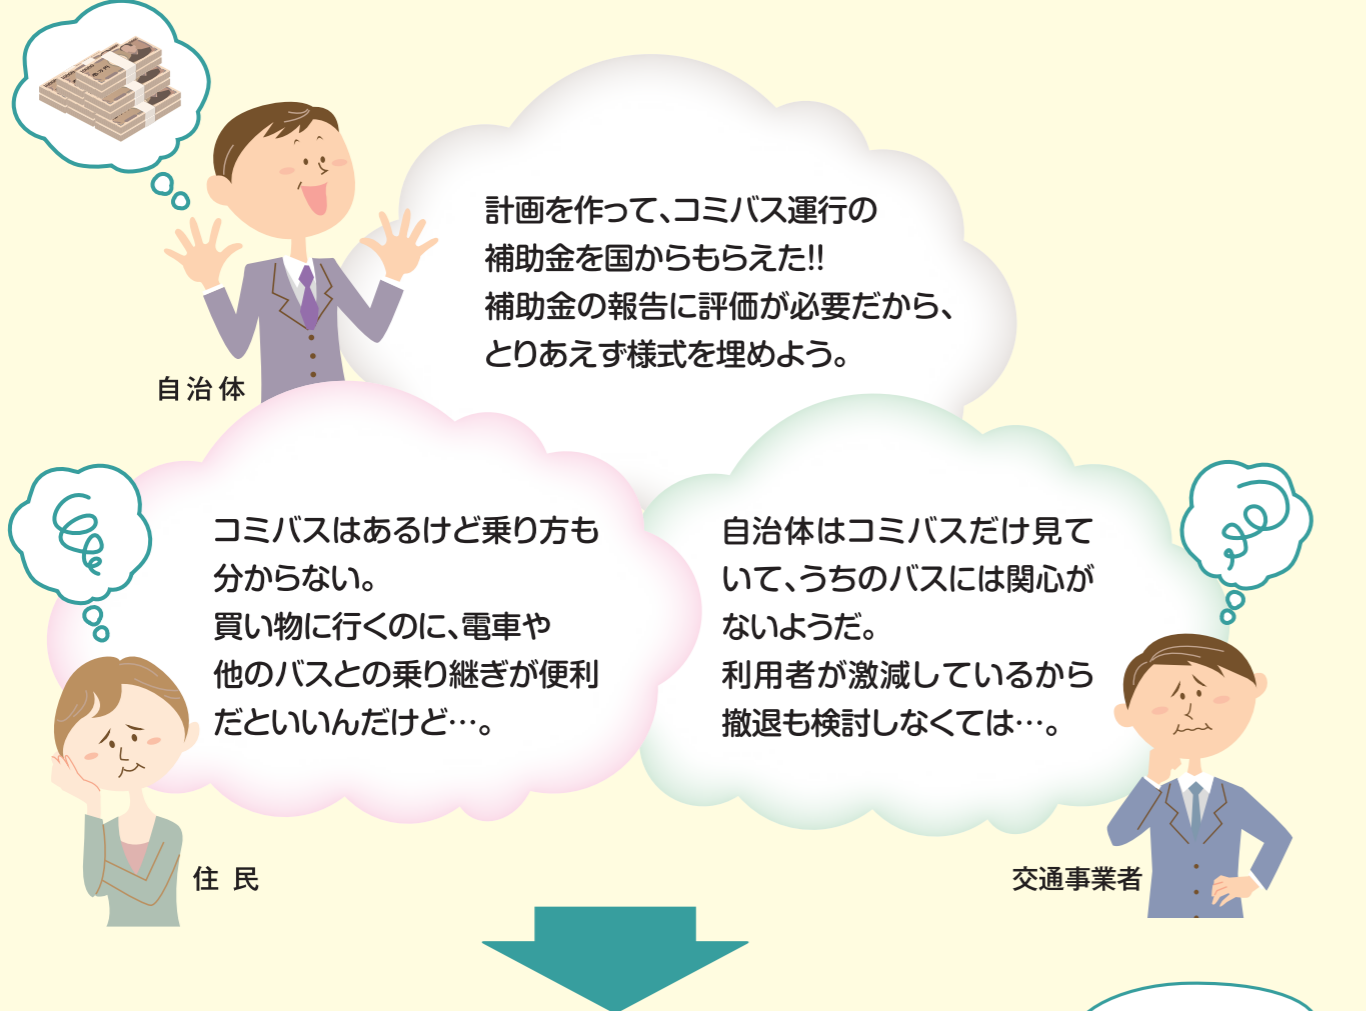 計画を作って、コミバス運行の
補助金を国からもらえた!!
補助金の報告に評価が必要だから、
とりあえず様式を埋めよう。
自治体
コミバスはあるけど乗り方も
分からない。
買い物に行くのに、電車や
他のバスとの乗り継ぎが便利
だといいんだけど…。
住民
自治体はコミバスだけ見て
いて、うちのバスには関心が
ないようだ。
利用者が激減しているから
撤退も検討しなくては…。
交通事業者